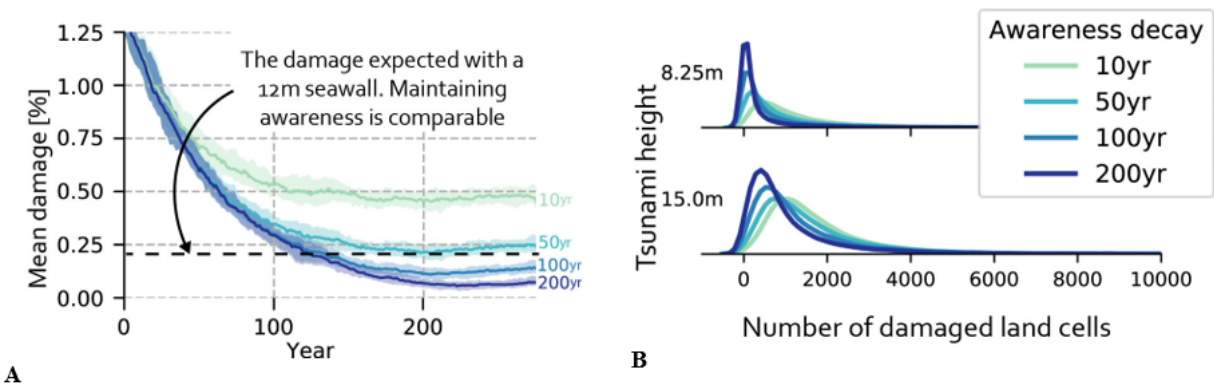 1.25
1.00
0.75
0.50
0.25
0.00
Mean damage [%]
The damage expected with a
12m seawall. Maintaining
awareness is comparable
10yr
50yr
100yr
200yr
0
100
200
Year
A
Tsunami height
8.25m
15.0m
Awareness decay
10yr
50yr
100yr
200yr
0
2000
4000
6000
8000
10000
Number of damaged land cells
B